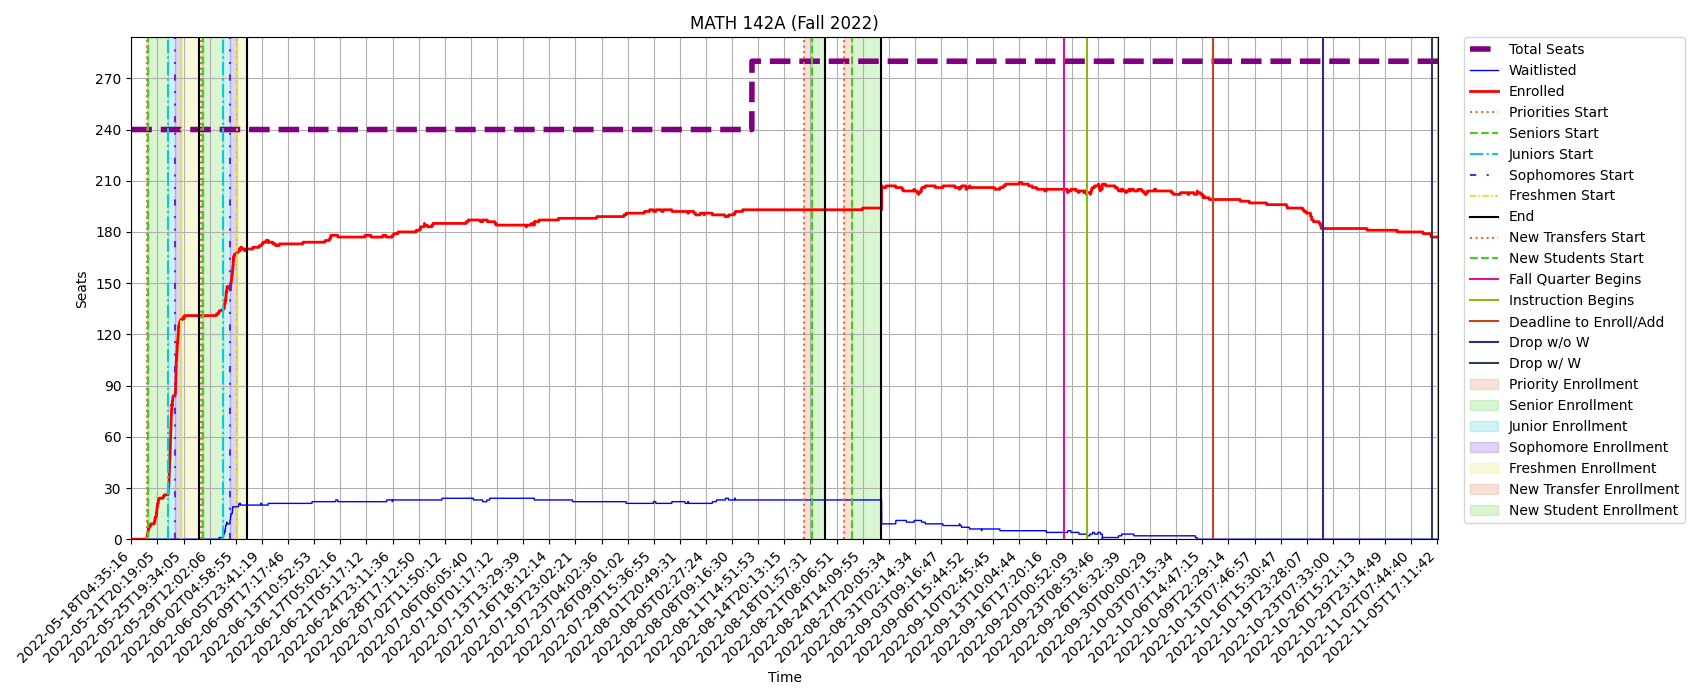 MATH 142A (Fall 2022)
Seats
270
240
210
180
150
120
90
60
30
0
2022-05-18T04:35:16
2022-05-21T20:19:05
2022-05-25T19:34:05
2022-05-29T12:02:06
2022-06-02T04:58:55
2022-06-05T23:41:19
2022-06-09T17:17:46
2022-06-13T10:52:53
2022-06-17T05:02:16
2022-06-21T05:17:12
2022-06-24T23:11:36
2022-06-28T17:12:50
2022-07-02T11:50:12
2022-07-06T06:05:40
2022-07-10T01:17:12
2022-07-13T13:29:39
2022-07-16T18:12:14
2022-07-19T23:02:21
2022-07-23T04:02:36
2022-07-26T09:01:02
2022-07-29T15:36:55
2022-08-01T20:49:31
2022-08-05T02:27:24
2022-08-08T09:16:30
2022-08-11T14:51:53
2022-08-14T20:13:15
2022-08-18T01:57:31
2022-08-21T08:06:51
2022-08-24T14:09:55
2022-08-27T20:05:34
2022-08-31T02:14:34
2022-09-03T09:16:47
2022-09-06T15:44:52
2022-09-10T02:45:45
2022-09-13T11:04:44
2022-09-16T17:20:16
2022-09-20T00:52:09
2022-09-23T08:53:46
2022-09-26T16:32:39
2022-09-30T00:00:29
2022-10-03T07:15:34
2022-10-06T14:47:15
2022-10-09T22:29:14
2022-10-13T07:46:57
2022-10-16T15:30:47
2022-10-19T23:28:07
2022-10-23T07:33:00
2022-10-26T15:21:13
2022-10-29T23:14:49
2022-11-02T07:44:40
2022-11-05T17:11:42
Time
Total Seats
Waitlisted
Enrolled
Priorities Start
Seniors Start
Juniors Start
Sophomores Start
Freshmen Start
End
New Transfers Start
New Students Start
Fall Quarter Begins
Instruction Begins
Deadline to Enroll/Add
Drop w/o W
Drop w/ W
Priority Enrollment
Senior Enrollment
Junior Enrollment
Sophomore Enrollment
Freshmen Enrollment
New Transfer Enrollment
New Student Enrollment